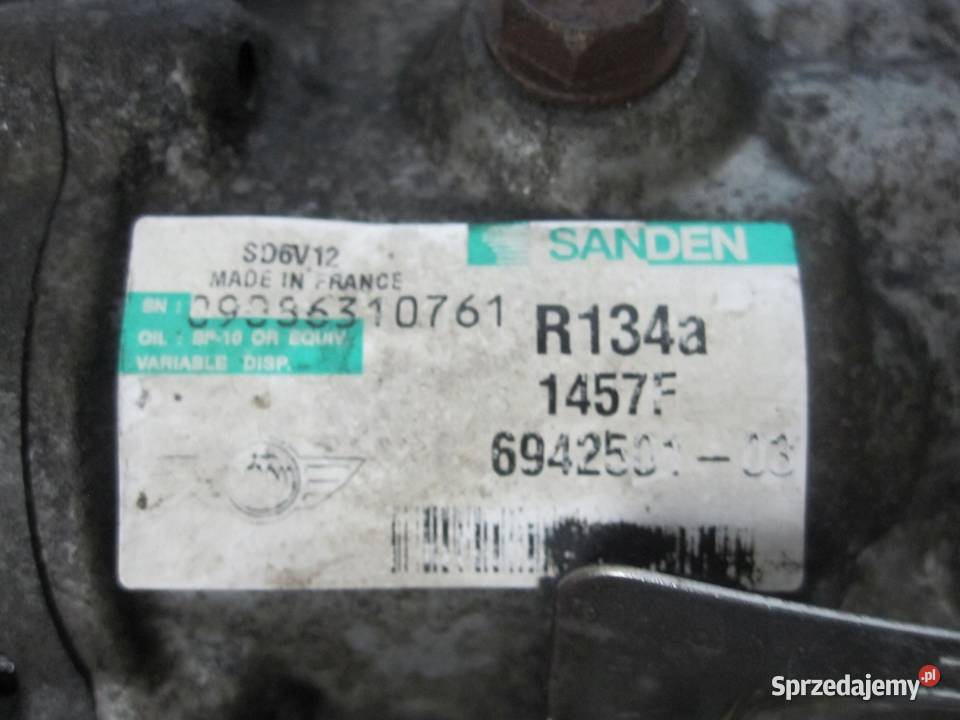 SANDEN
SD6V12
MADE IN FRANCE
SN :
R134a
OIL : SP-10 OR EQUIV.
VARIABLE DISP.
1457F
Sprzedajemy.pl